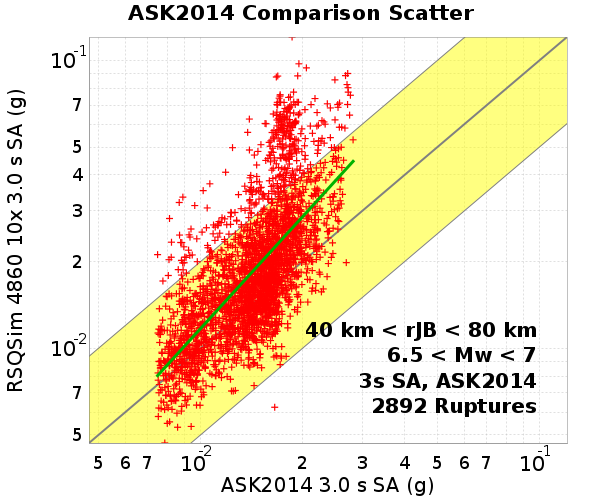 ASK2014 Comparison Scatter
RSQSim 4860 10x 3.0 s SA (g)
10^-1
7
5
4
3
2
10^-2
7
5
40 km < rJB < 80 km
6.5 < Mw < 7
3s SA, ASK2014
2892 Ruptures
5 6 7 10^-2 2 3 4 5 6 7 10^-1
ASK2014 3.0 s SA (g)